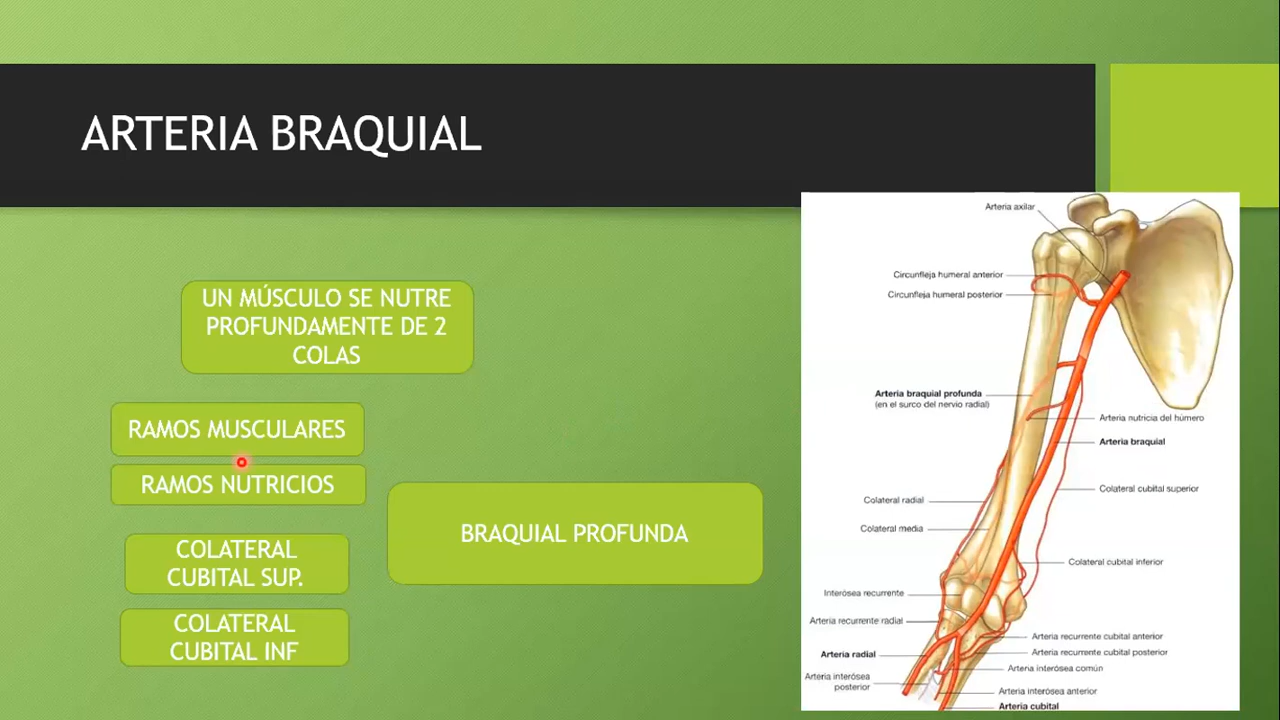 ARTERIA BRAQUIAL
UN MÚSCULO SE NUTRE
PROFUNDAMENTE DE 2
COLAS
RAMOS MUSCULARES
RAMOS NUTRICIOS
COLATERAL
CUBITAL SUP.
COLATERAL
CUBITAL INF
BRAQUIAL PROFUNDA
Arteria axilar
Circunfleja humeral anterior
Circunfleja humeral posterior
Arteria braquial profunda
(en el surco del nervio radial)
Arteria nutricia del húmero
Arteria braquial
Colateral cubital superior
Colateral radial
Colateral media
Colateral cubital inferior
Interósea recurrente
Arteria recurrente radial
Arteria recurrente cubital anterior
Arteria recurrente cubital posterior
Arteria radial
Arteria interósea común
Arteria interósea
posterior
Arteria interósea anterior
Arteria cubital